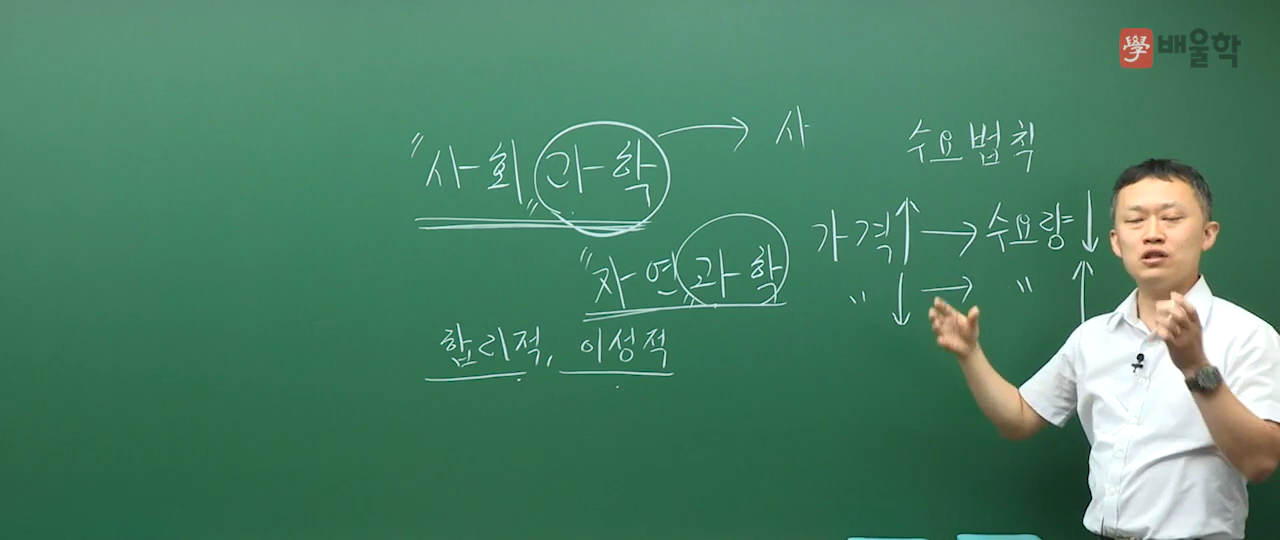 學 배울학
"사회과학" → 사
"자연과학"
합리적, 이성적
수요법칙
가격↑ → 수요량↓
〃 ↓ → 〃 ↑